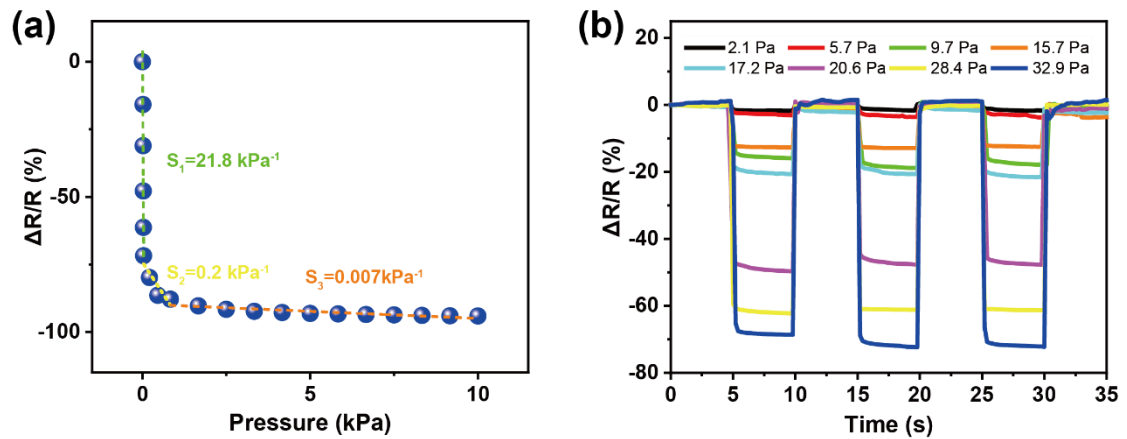 (a)
0
-50
-100
ΔR/R (%)
S₁=21.8 kPa⁻¹
S₂=0.2 kPa⁻¹
S₃=0.007kPa⁻¹
0 5 10
Pressure (kPa)
(b)
20
0
-20
-40
-60
-80
ΔR/R (%)
2.1 Pa 5.7 Pa 9.7 Pa 15.7 Pa
17.2 Pa 20.6 Pa 28.4 Pa 32.9 Pa
0 5 10 15 20 25 30 35
Time (s)